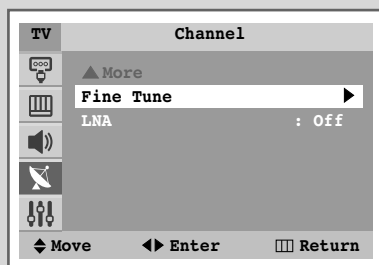 TV Channel
▲ More
Fine Tune ►
LNA : Off
Move Enter Return